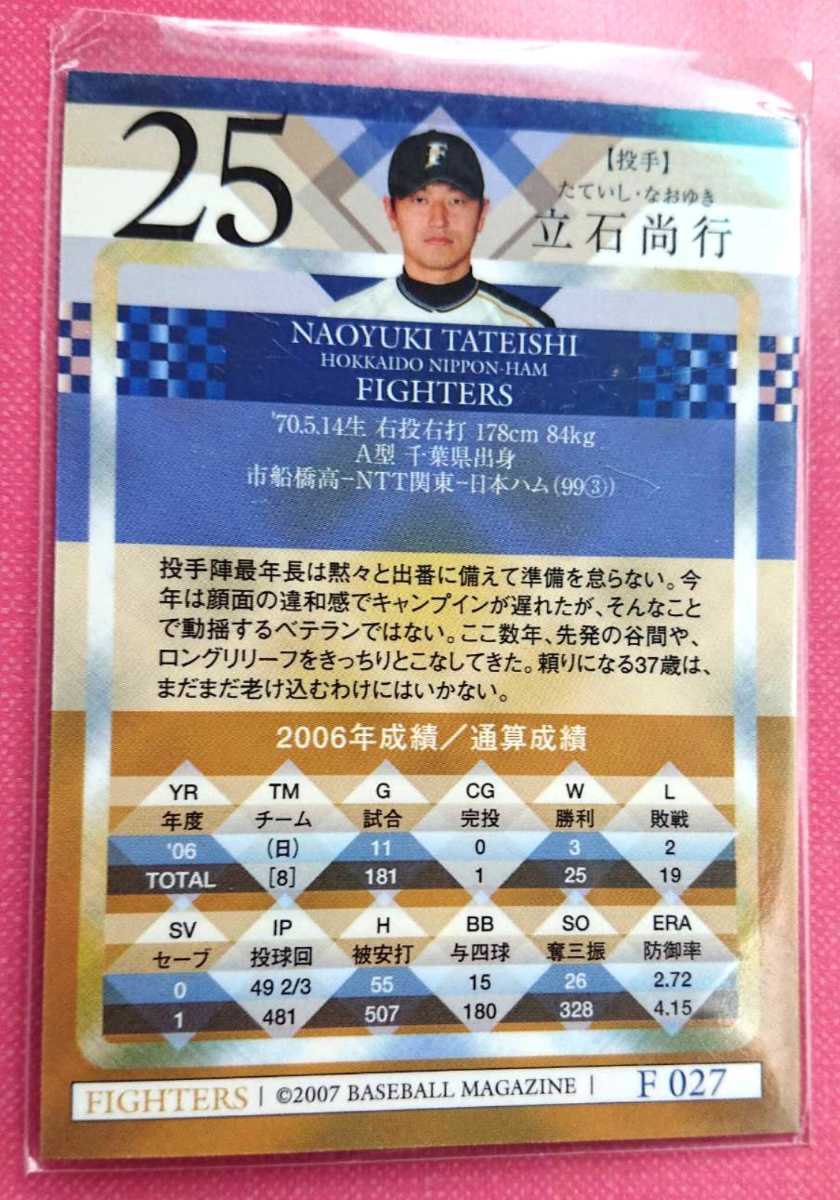 25
【投手】
たていし・なおゆき
立石尚行
F
NAOYUKI TATEISHI
HOKKAIDO NIPPON-HAM
FIGHTERS
'70.5.14生 右投右打 178cm 84kg
A型 千葉県出身
市船橋高−NTT関東−日本ハム(99③)
投手陣最年長は黙々と出番に備えて準備を怠らない。今
年は顔面の違和感でキャンプインが遅れたが、そんなこと
で動揺するベテランではない。ここ数年、先発の谷間や、
ロングリリーフをきっちりとこなしてきた。頼りになる37歳は、
まだまだ老け込むわけにはいかない。
2006年成績／通算成績
YR TM G CG W L
年度 チーム 試合 完投 勝利 敗戦
'06 (日) 11 0 3 2
TOTAL [8] 181 1 25 19
SV IP H BB SO ERA
セーブ 投球回 被安打 与四球 奪三振 防御率
0 49 2/3 55 15 26 2.72
1 481 507 180 328 4.15
FIGHTERS | ©2007 BASEBALL MAGAZINE | F 027